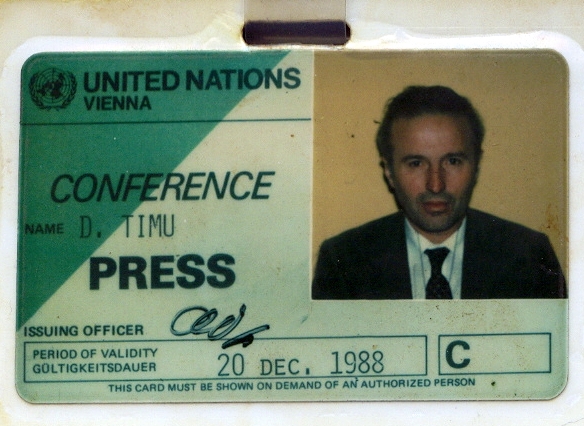 UNITED NATIONS
VIENNA
CONFERENCE
NAME D. TIMU
PRESS
ISSUING OFFICER
PERIOD OF VALIDITY
GÜLTIGKEITSDAUER
20 DEC. 1988
C
THIS CARD MUST BE SHOWN ON DEMAND OF AN AUTHORIZED PERSON